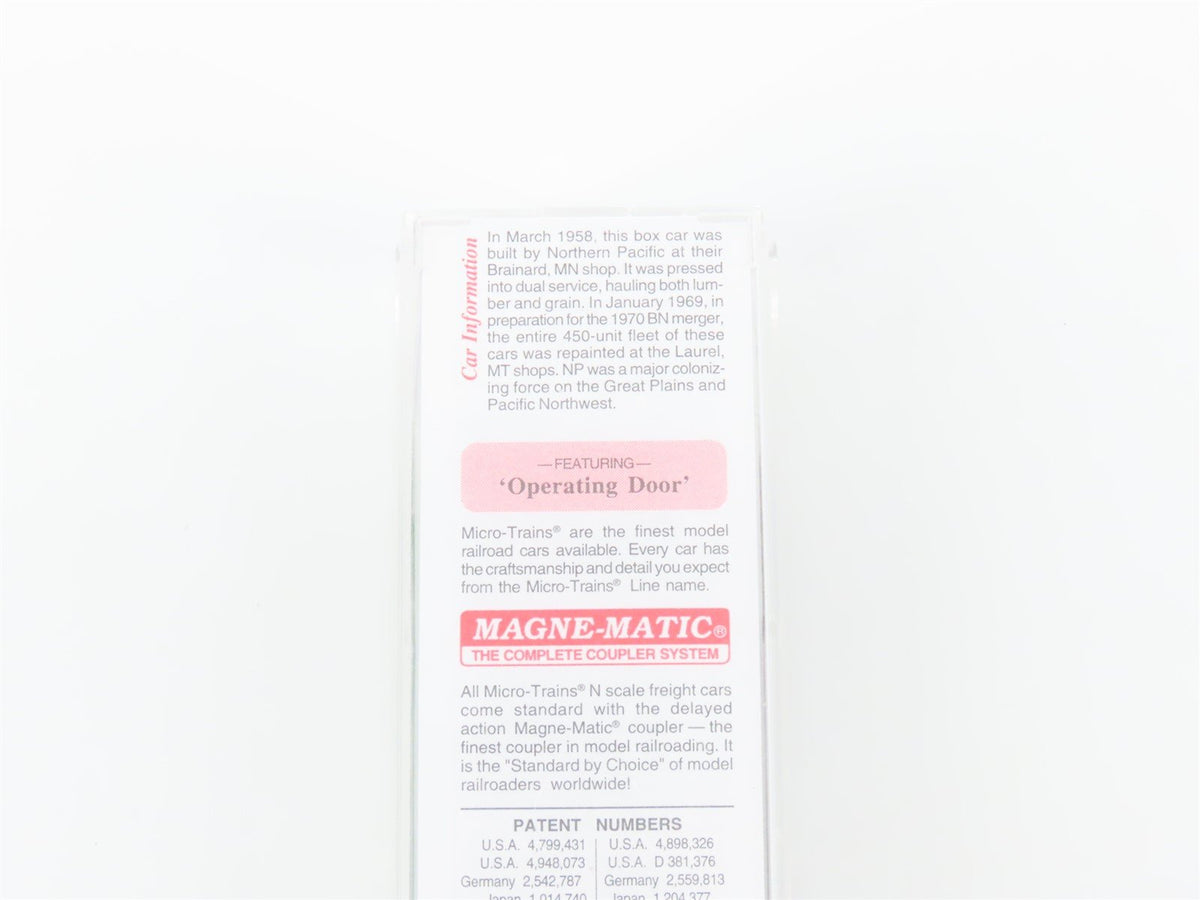 Car Information
In March 1958, this box car was
built by Northern Pacific at their
Brainard, MN shop. It was pressed
into dual service, hauling both lum-
ber and grain. In January 1969, in
preparation for the 1970 BN merger,
the entire 450-unit fleet of these
cars was repainted at the Laurel,
MT shops. NP was a major coloniz-
ing force on the Great Plains and
Pacific Northwest.
—FEATURING—
‘Operating Door’
Micro-Trains® are the finest model
railroad cars available. Every car has
the craftsmanship and detail you expect
from the Micro-Trains® Line name.
MAGNE-MATIC®
THE COMPLETE COUPLER SYSTEM
All Micro-Trains® N scale freight cars
come standard with the delayed
action Magne-Matic® coupler — the
finest coupler in model railroading. It
is the "Standard by Choice" of model
railroaders worldwide!
PATENT NUMBERS
U.S.A. 4,799,431 U.S.A. 4,898,326
U.S.A. 4,948,073 U.S.A. D 381,376
Germany 2,542,787 Germany 2,559,813
Japan 1,014,740 Japan 1,204,377